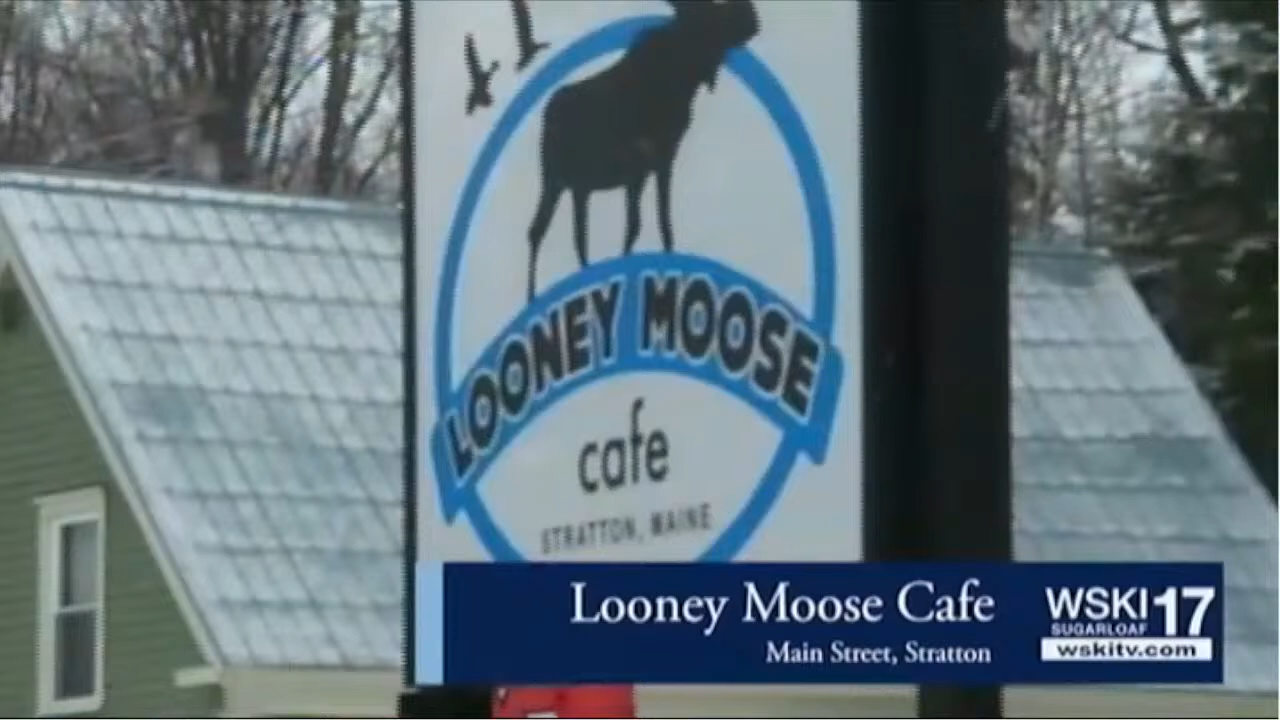 LOONEY MOOSE
cafe
STRATTON, MAINE
Looney Moose Cafe
Main Street, Stratton
WSKI 17
SUGARLOAF
wskitv.com